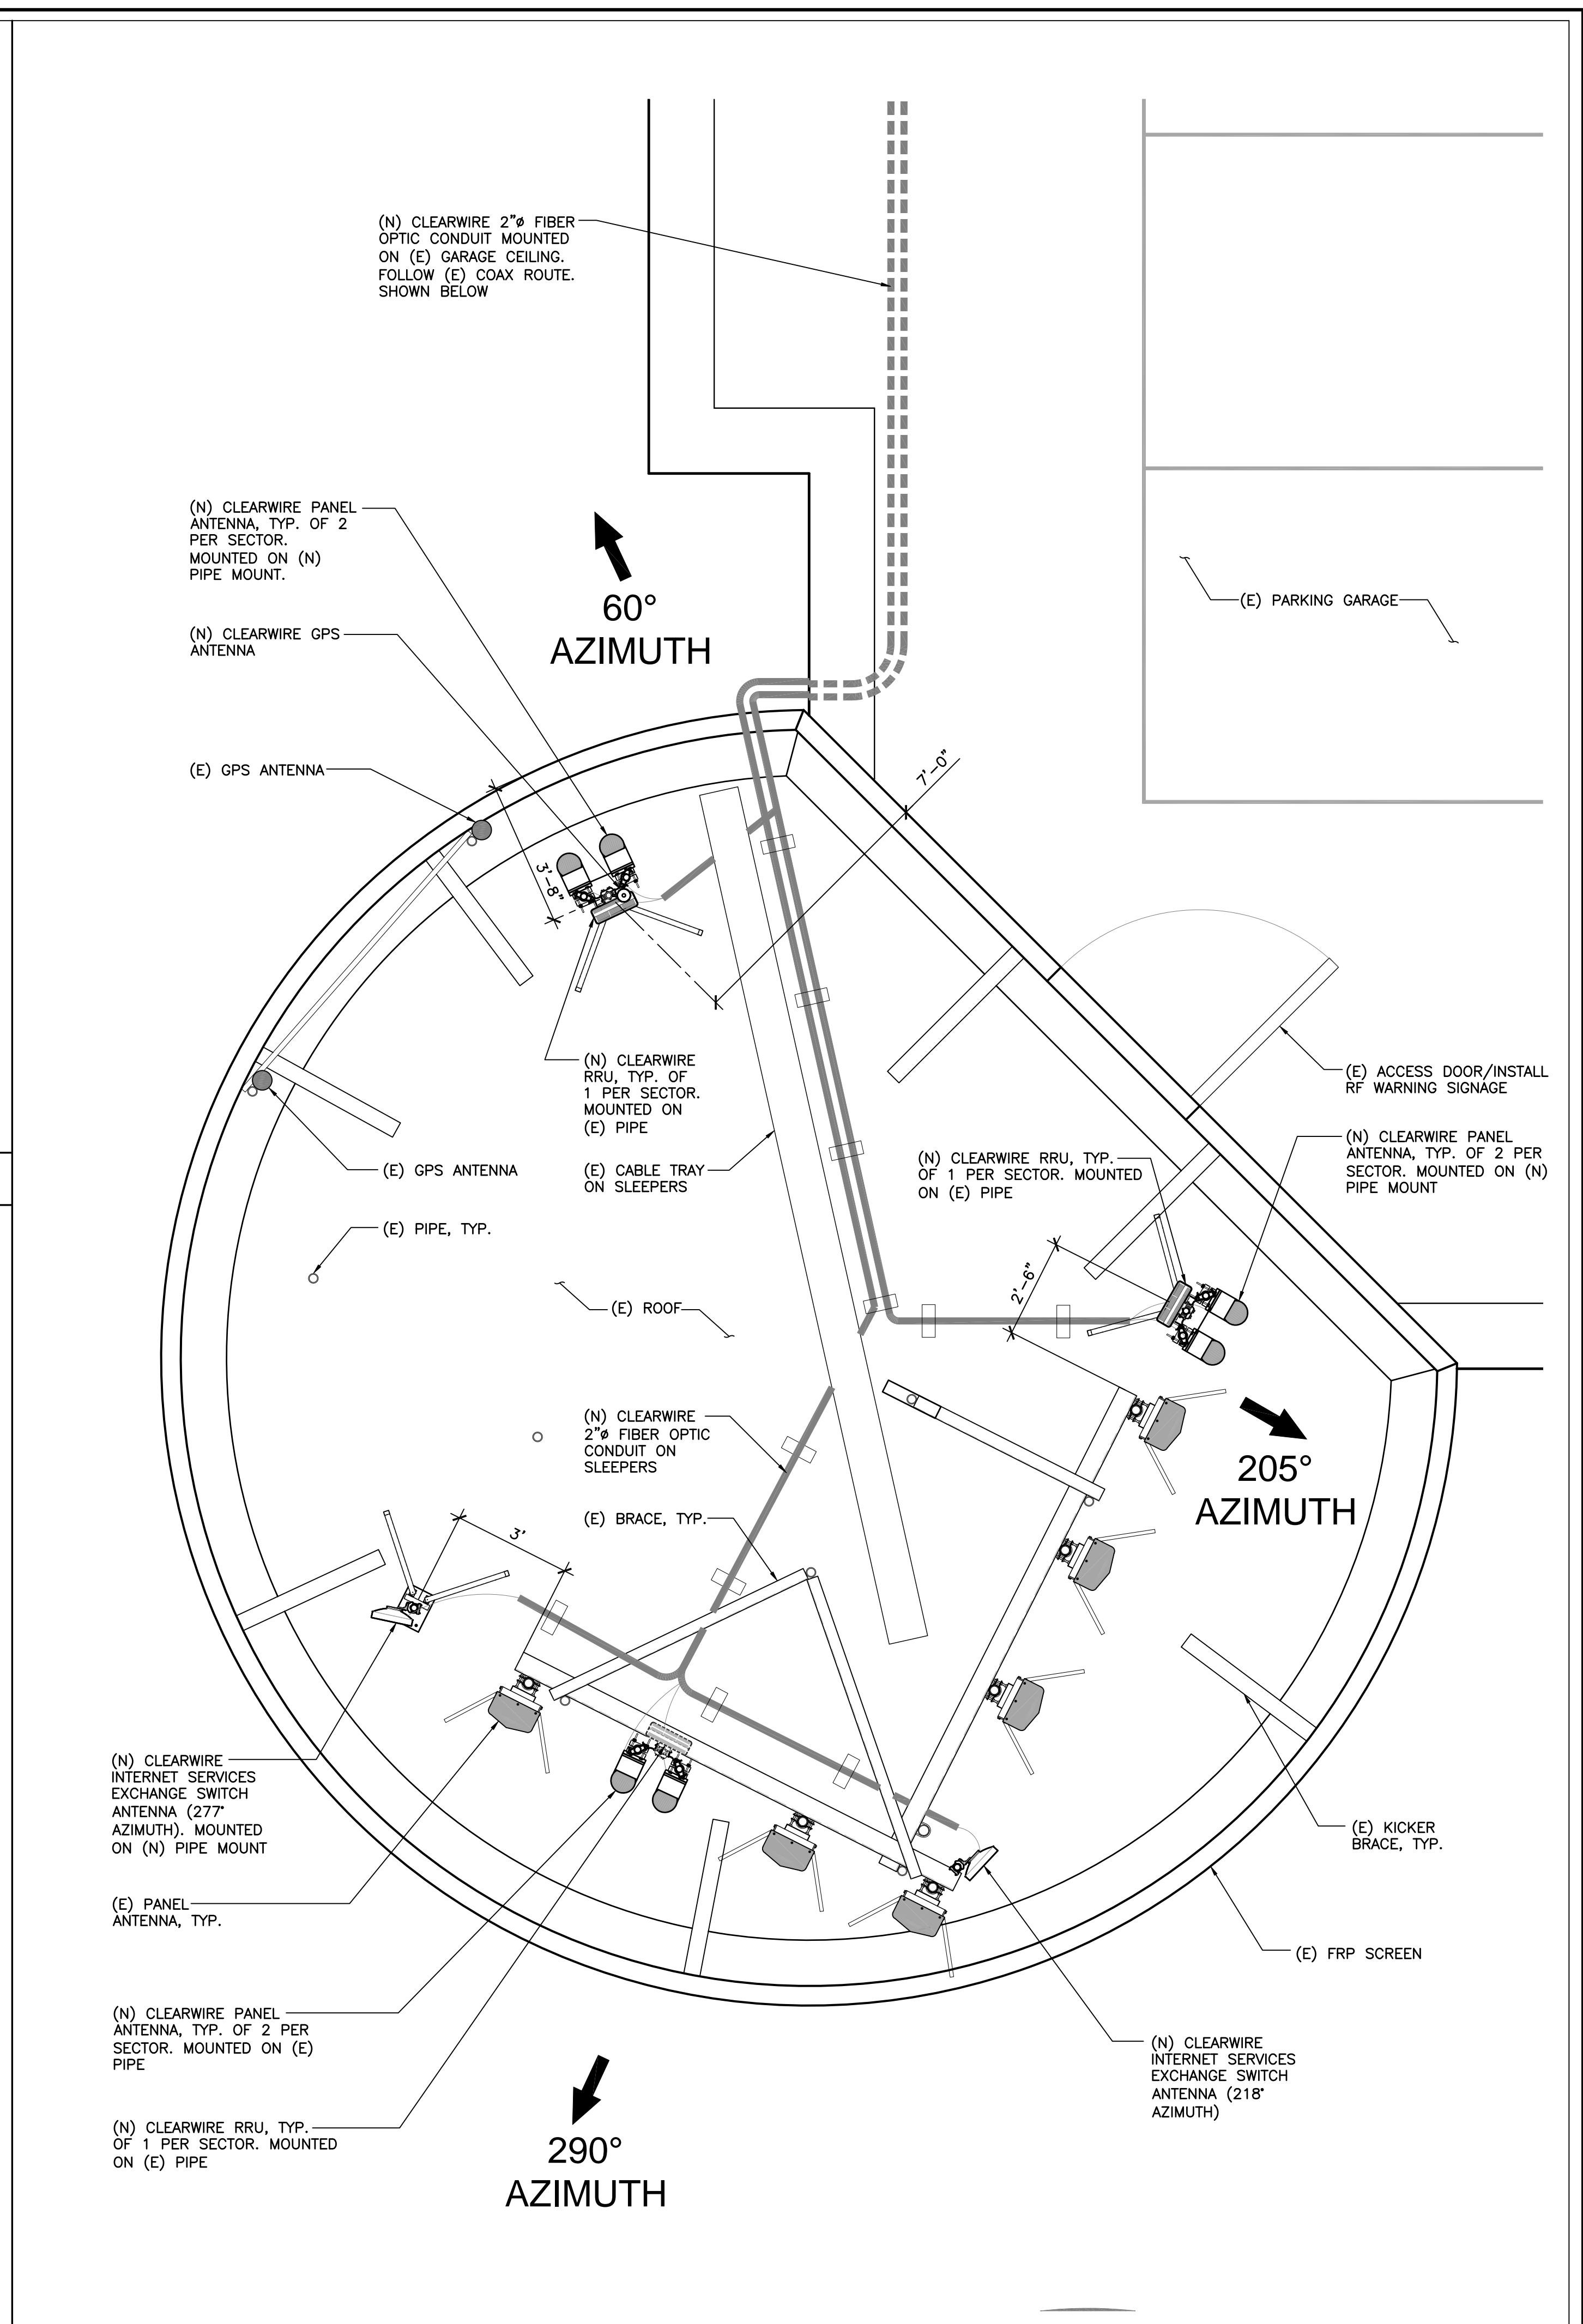 (N) CLEARWIRE 2"ø FIBER
OPTIC CONDUIT MOUNTED
ON (E) GARAGE CEILING.
FOLLOW (E) COAX ROUTE.
SHOWN BELOW
(N) CLEARWIRE PANEL
ANTENNA, TYP. OF 2
PER SECTOR.
MOUNTED ON (N)
PIPE MOUNT.
60°
AZIMUTH
(E) PARKING GARAGE
(N) CLEARWIRE GPS
ANTENNA
(E) GPS ANTENNA
7'-0"
3'-8"
(N) CLEARWIRE
RRU, TYP. OF
1 PER SECTOR.
MOUNTED ON
(E) PIPE
(E) ACCESS DOOR/INSTALL
RF WARNING SIGNAGE
(N) CLEARWIRE PANEL
ANTENNA, TYP. OF 2 PER
SECTOR. MOUNTED ON (N)
PIPE MOUNT
(E) GPS ANTENNA
(E) CABLE TRAY
ON SLEEPERS
(N) CLEARWIRE RRU, TYP.
OF 1 PER SECTOR. MOUNTED
ON (E) PIPE
(E) PIPE, TYP.
2'-6"
(E) ROOF
(N) CLEARWIRE
2"ø FIBER OPTIC
CONDUIT ON
SLEEPERS
205°
AZIMUTH
(E) BRACE, TYP.
3'
(N) CLEARWIRE
INTERNET SERVICES
EXCHANGE SWITCH
ANTENNA (277°
AZIMUTH). MOUNTED
ON (N) PIPE MOUNT
(E) KICKER
BRACE, TYP.
(E) PANEL
ANTENNA, TYP.
(E) FRP SCREEN
(N) CLEARWIRE PANEL
ANTENNA, TYP. OF 2 PER
SECTOR. MOUNTED ON (E)
PIPE
(N) CLEARWIRE
INTERNET SERVICES
EXCHANGE SWITCH
ANTENNA (218°
AZIMUTH)
(N) CLEARWIRE RRU, TYP.
OF 1 PER SECTOR. MOUNTED
ON (E) PIPE
290°
AZIMUTH